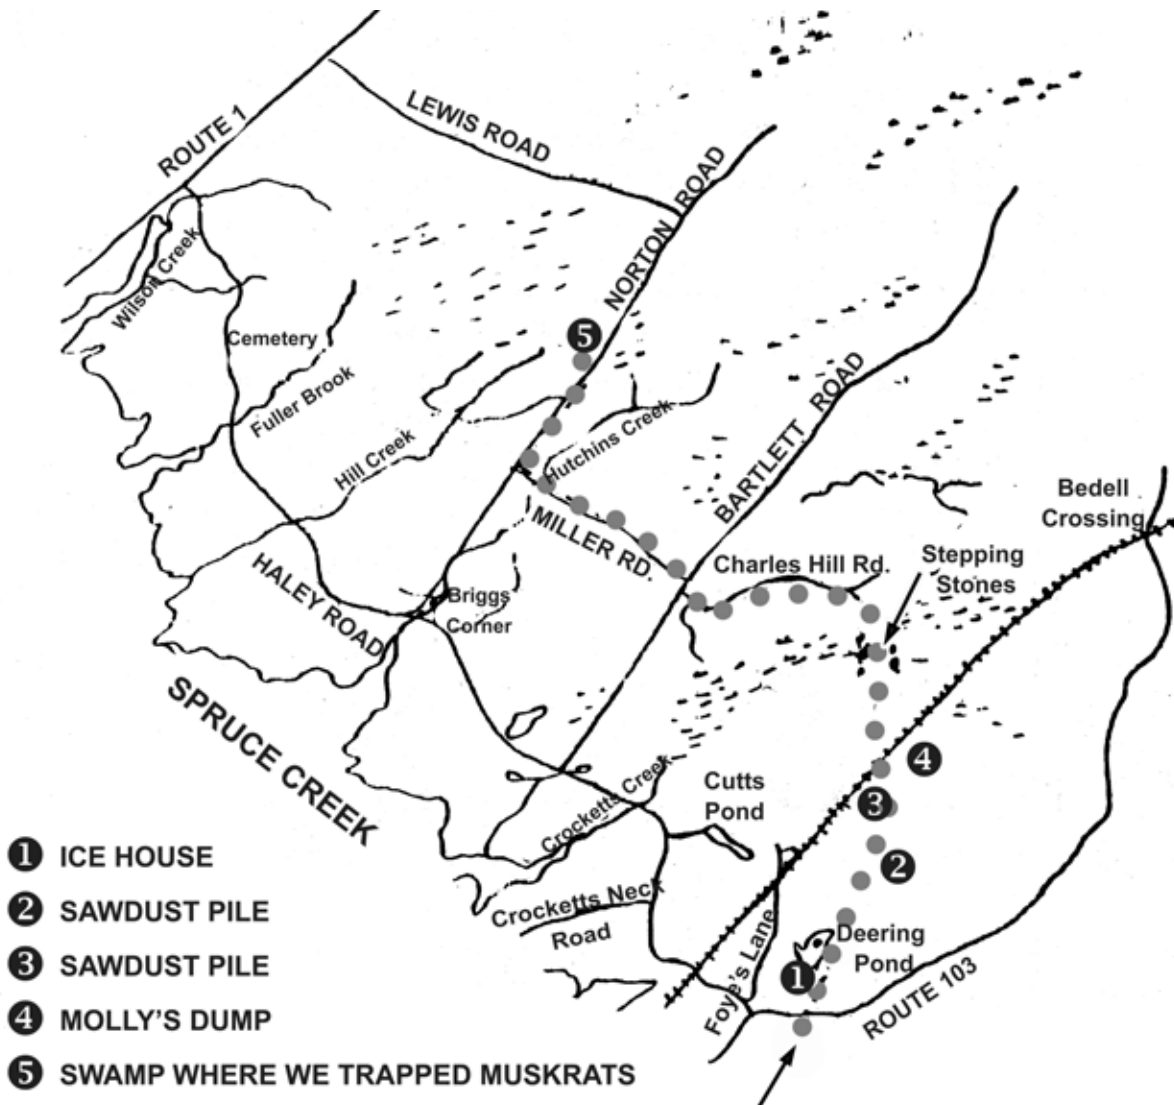 ROUTE 1
LEWIS ROAD
NORTON ROAD
Wilson Creek
Cemetery
5
Fuller Brook
Hill Creek
Hutchins Creek
BARTLETT ROAD
Bedell
Crossing
MILLER RD.
Charles Hill Rd.
Stepping
Stones
HALEY ROAD
Briggs
Corner
SPRUCE CREEK
4
Cutts
Pond
Crocketts Creek
3
2
Crocketts Neck
Road
Foye's Lane
Deering
Pond
1
ROUTE 103
1 ICE HOUSE
2 SAWDUST PILE
3 SAWDUST PILE
4 MOLLY'S DUMP
5 SWAMP WHERE WE TRAPPED MUSKRATS